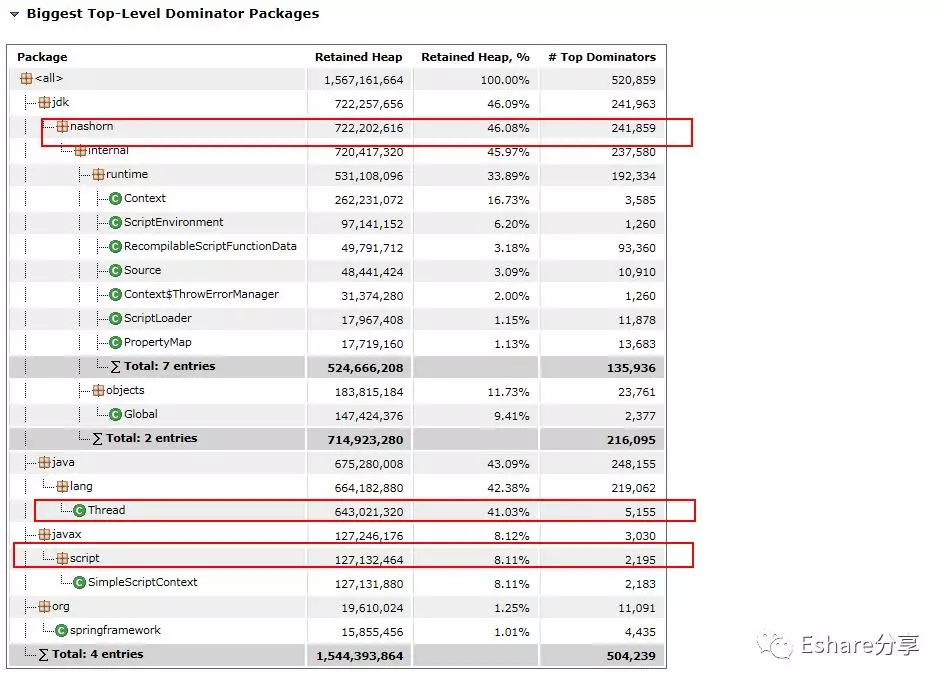 Biggest Top-Level Dominator Packages
Package Retained Heap Retained Heap, % # Top Dominators
<all> 1,567,161,664 100.00% 520,859
jdk 722,257,656 46.09% 241,963
nashorn 722,202,616 46.08% 241,859
internal 720,417,320 45.97% 237,580
runtime 531,108,096 33.89% 192,334
C Context 262,231,072 16.73% 3,585
C ScriptEnvironment 97,141,152 6.20% 1,260
C RecompilableScriptFunctionData 49,791,712 3.18% 93,360
C Source 48,441,424 3.09% 10,910
C Context$ThrowErrorManager 31,374,280 2.00% 1,260
C ScriptLoader 17,967,408 1.15% 11,878
C PropertyMap 17,719,160 1.13% 13,683
∑ Total: 7 entries 524,666,208 135,936
objects 183,815,184 11.73% 23,761
C Global 147,424,376 9.41% 2,377
∑ Total: 2 entries 714,923,280 216,095
java 675,280,008 43.09% 248,155
lang 664,182,880 42.38% 219,062
C Thread 643,021,320 41.03% 5,155
javax 127,246,176 8.12% 3,030
script 127,132,464 8.11% 2,195
C SimpleScriptContext 127,131,880 8.11% 2,183
org 19,610,024 1.25% 11,091
C springframework 15,855,456 1.01% 4,435
∑ Total: 4 entries 1,544,393,864 504,239
Eshare分享